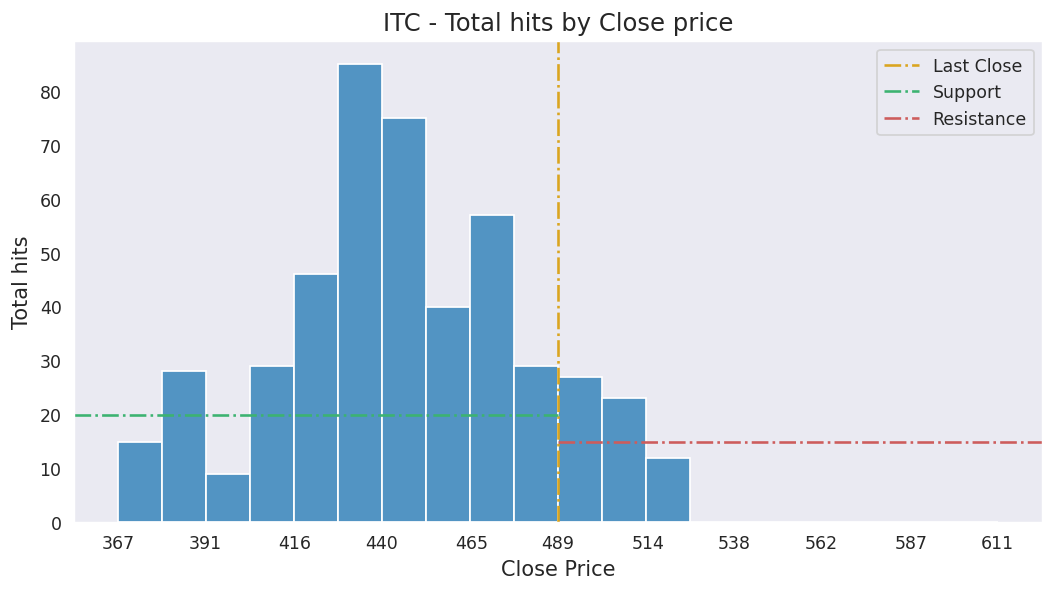 ITC - Total hits by Close price
Last Close
Support
Resistance
Total hits
80
70
60
50
40
30
20
10
0
367 391 416 440 465 489 514 538 562 587 611
Close Price